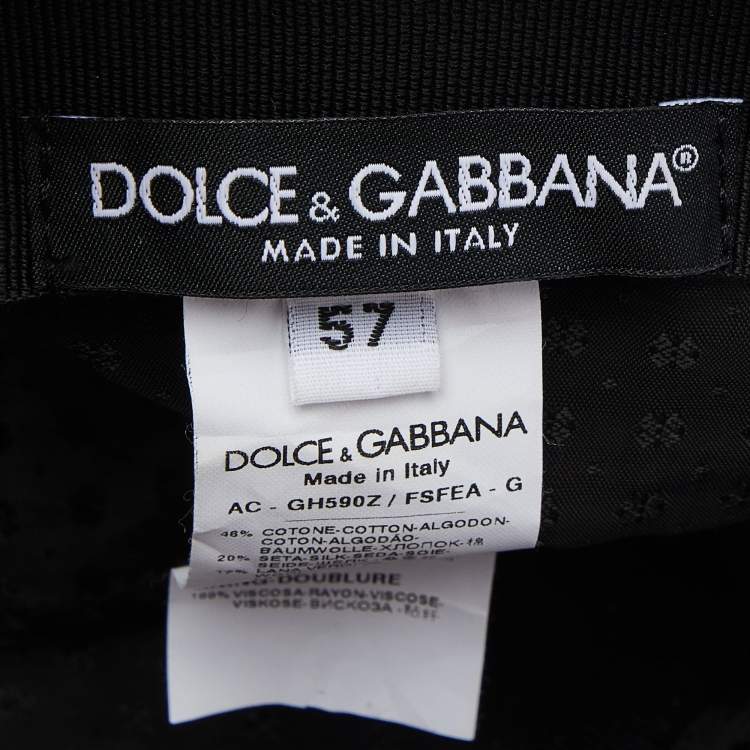 DOLCE & GABBANA®
MADE IN ITALY
57
DOLCE & GABBANA
Made in Italy
AC - GH590Z / FSFEA - G
46% COTONE-COTTON-ALGODON-
COTON-ALGODÃO-
BAUMWOLLE-ХЛОПОК-棉
20% SETA-SILK-SEDA-SOIE-
LANA
DOUBLURE
100% VISCOSA-RAYON-VISCOSE-
VISKOSE-ВИСКОЗА